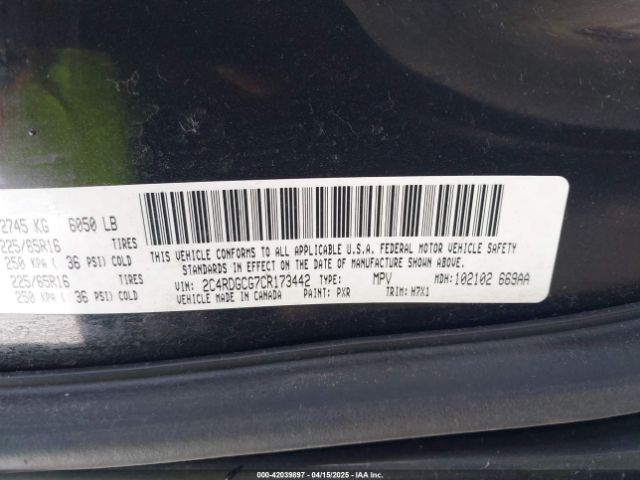 2745 KG 6050 LB
225/65R16 TIRES
250 KPA ( 36 PSI) COLD
225/65R16 TIRES
250 KPA ( 36 PSI) COLD
THIS VEHICLE CONFORMS TO ALL APPLICABLE U.S.A. FEDERAL MOTOR VEHICLE SAFETY
STANDARDS IN EFFECT ON THE DATE OF MANUFACTURE SHOWN ABOVE.
VIN: 2C4RDGCG7CR173442 TYPE: MPV MDH: 102102 669AA
VEHICLE MADE IN CANADA PAINT: PXR TRIM: H7X1
000-42039897 - 04/15/2025 - IAA Inc.